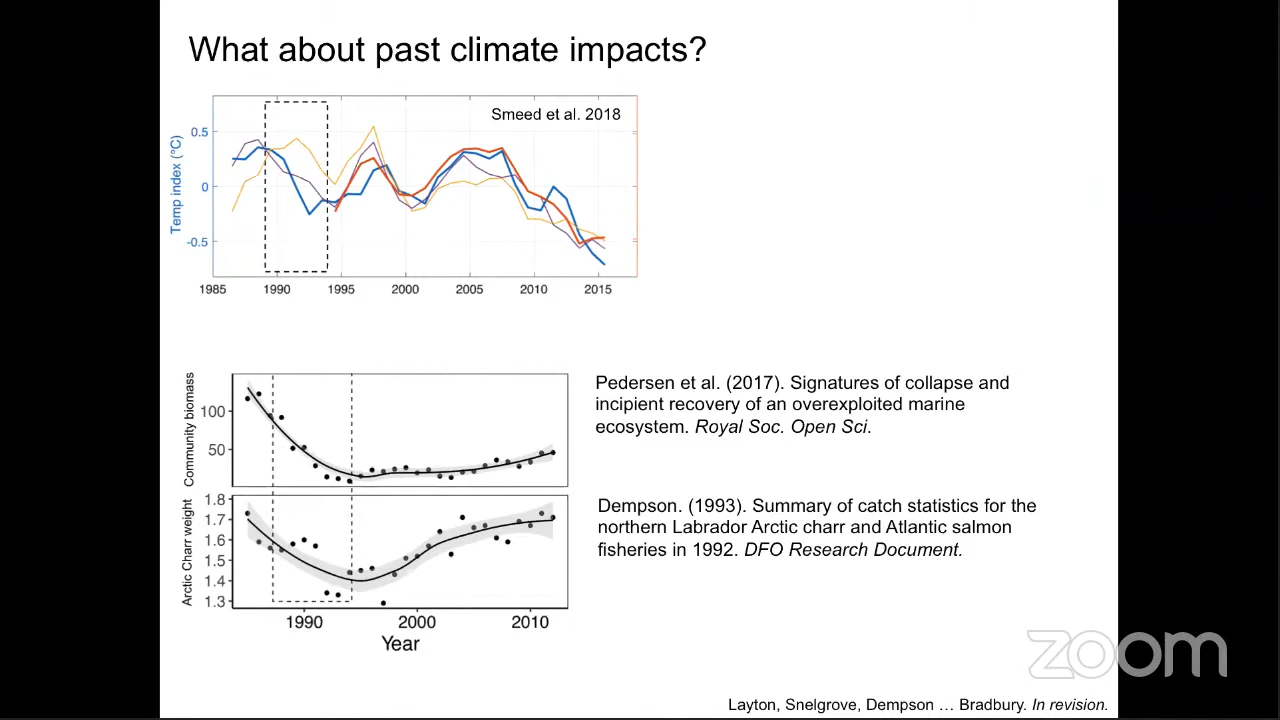 What about past climate impacts?
Smeed et al. 2018
Temp index (°C)
0.5
0
-0.5
1985 1990 1995 2000 2005 2010 2015
Community biomass
100
50
Pedersen et al. (2017). Signatures of collapse and
incipient recovery of an overexploited marine
ecosystem. Royal Soc. Open Sci.
Arctic Charr weight
1.8
1.7
1.6
1.5
1.4
1.3
1990 2000 2010
Year
Dempson. (1993). Summary of catch statistics for the
northern Labrador Arctic charr and Atlantic salmon
fisheries in 1992. DFO Research Document.
zoom
Layton, Snelgrove, Dempson … Bradbury. In revision.